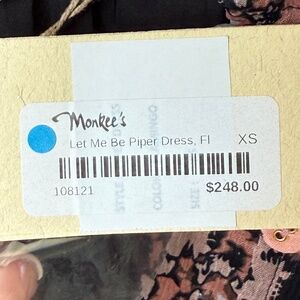 Monkee's
Let Me Be Piper Dress, Fl XS
108121 $248.00